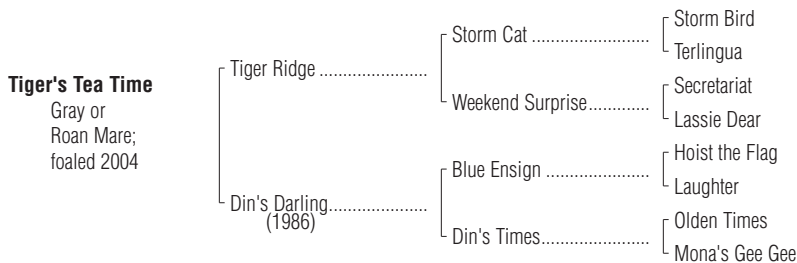 Storm Bird
Storm Cat ..........................
Terlingua
Tiger Ridge ........................
Secretariat
Tiger's Tea Time
Weekend Surprise..............
Gray or
Lassie Dear
Roan Mare;
Hoist the Flag
foaled 2004
Blue Ensign .......................
Laughter
Din's Darling......................
(1986)
Olden Times
Din's Times........................
Mona's Gee Gee